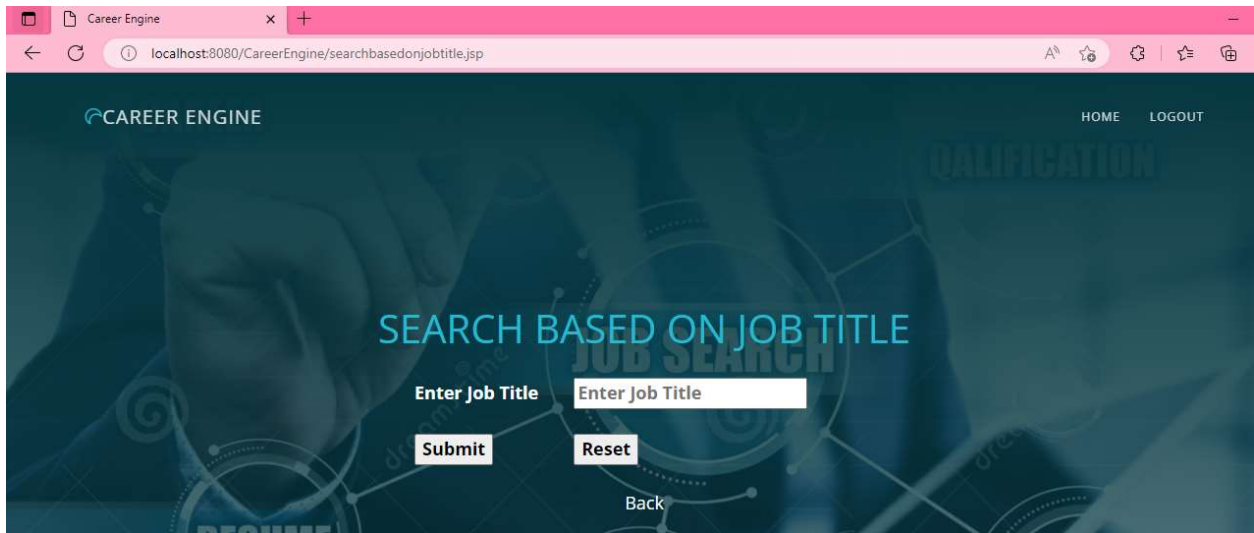 Career Engine
localhost:8080/CareerEngine/searchbasedonjobtitle.jsp
CAREER ENGINE
HOME LOGOUT
QALIFICATION
SEARCH BASED ON JOB TITLE
JOB SEARCH
Enter Job Title Enter Job Title
Submit Reset
Back
RESUME